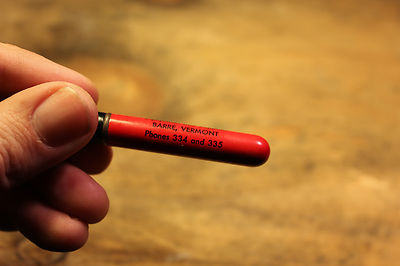 BARRE, VERMONT
Phones 334 and 335